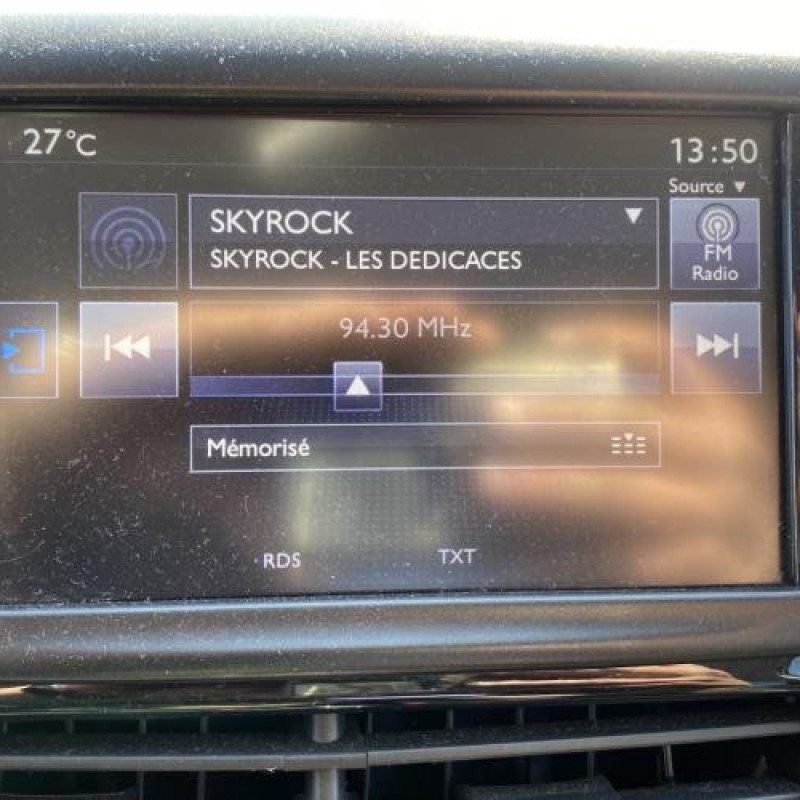 27°C
13:50
Source ▼
SKYROCK
SKYROCK - LES DEDICACES
FM
Radio
94.30 MHz
Mémorisé
RDS
TXT